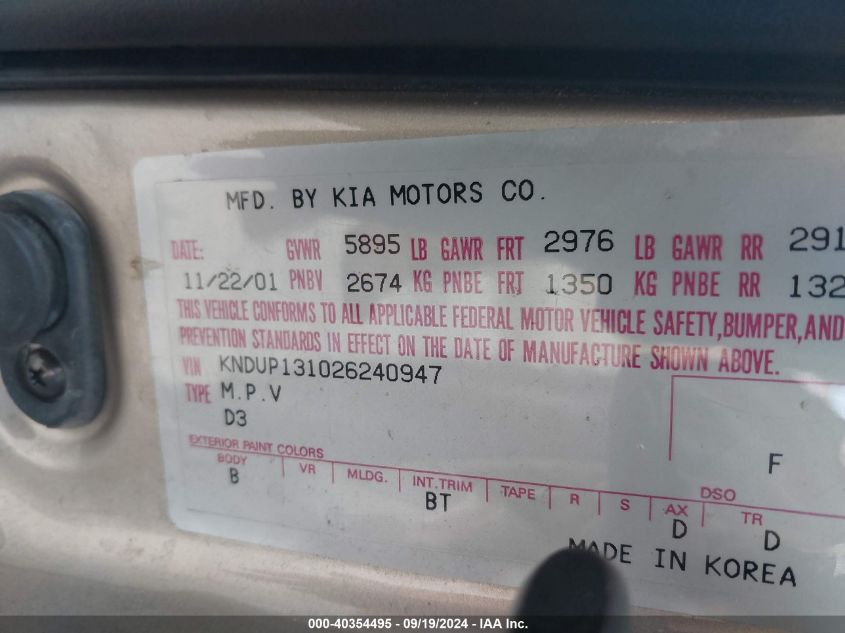 MFD. BY KIA MOTORS CO.
DATE: GVWR 5895 LB GAWR FRT 2976 LB GAWR RR 291
11/22/01 PNBV 2674 KG PNBE FRT 1350 KG PNBE RR 132
THIS VEHICLE CONFORMS TO ALL APPLICABLE FEDERAL MOTOR VEHICLE SAFETY, BUMPER, AND
PREVENTION STANDARDS IN EFFECT ON THE DATE OF MANUFACTURE SHOWN ABOVE.
VIN KNDUP131026240947
TYPE M.P.V
D3
F
EXTERIOR PAINT COLORS
BODY VR MLDG. INT.TRIM TAPE R S AX TR
DSO
B BT D D
MADE IN KOREA
000-40354495 - 09/19/2024 - IAA Inc.